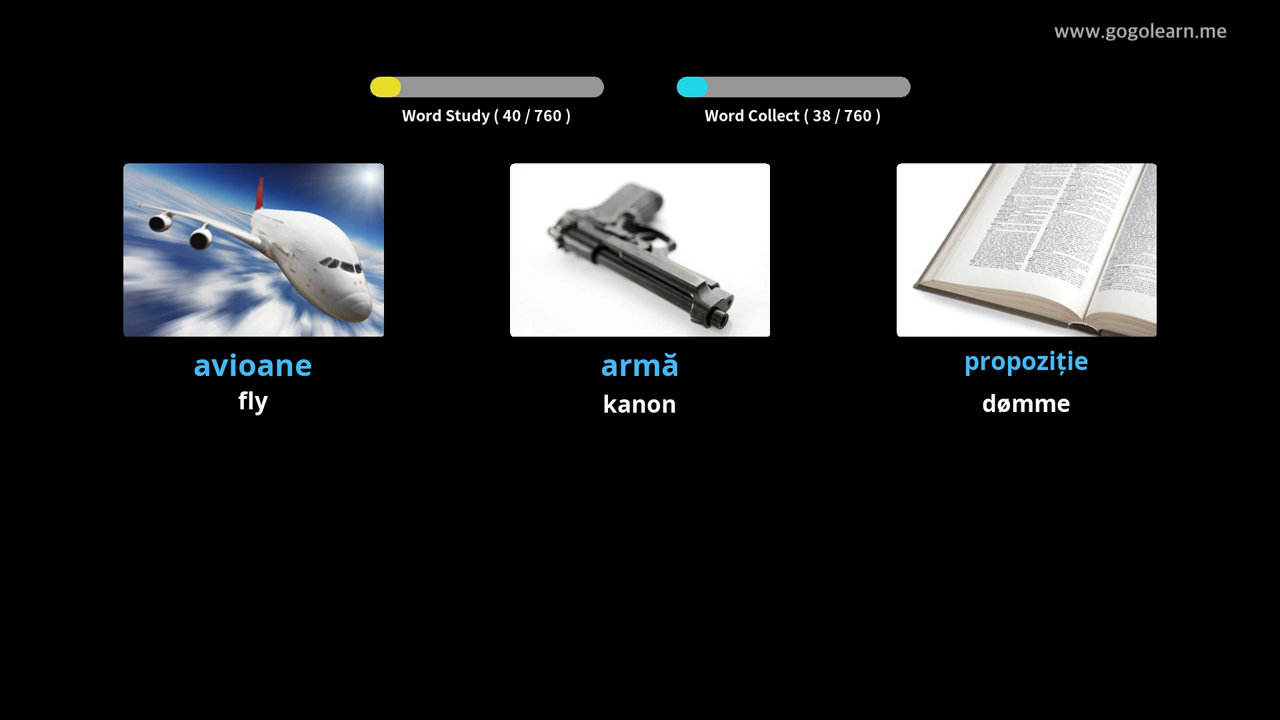 www.gogolearn.me
Word Study ( 40 / 760 )
Word Collect ( 38 / 760 )
avioane
armă
propoziție
fly
kanon
dømme